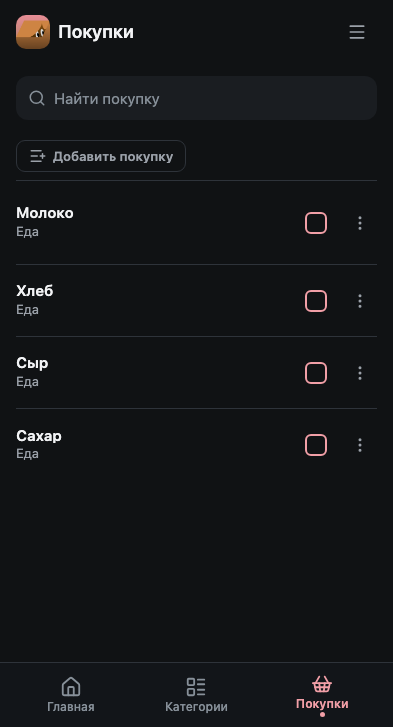 Покупки
Найти покупку
Добавить покупку
Молоко
Еда
Хлеб
Еда
Сыр
Еда
Сахар
Еда
Главная
Категории
Покупки